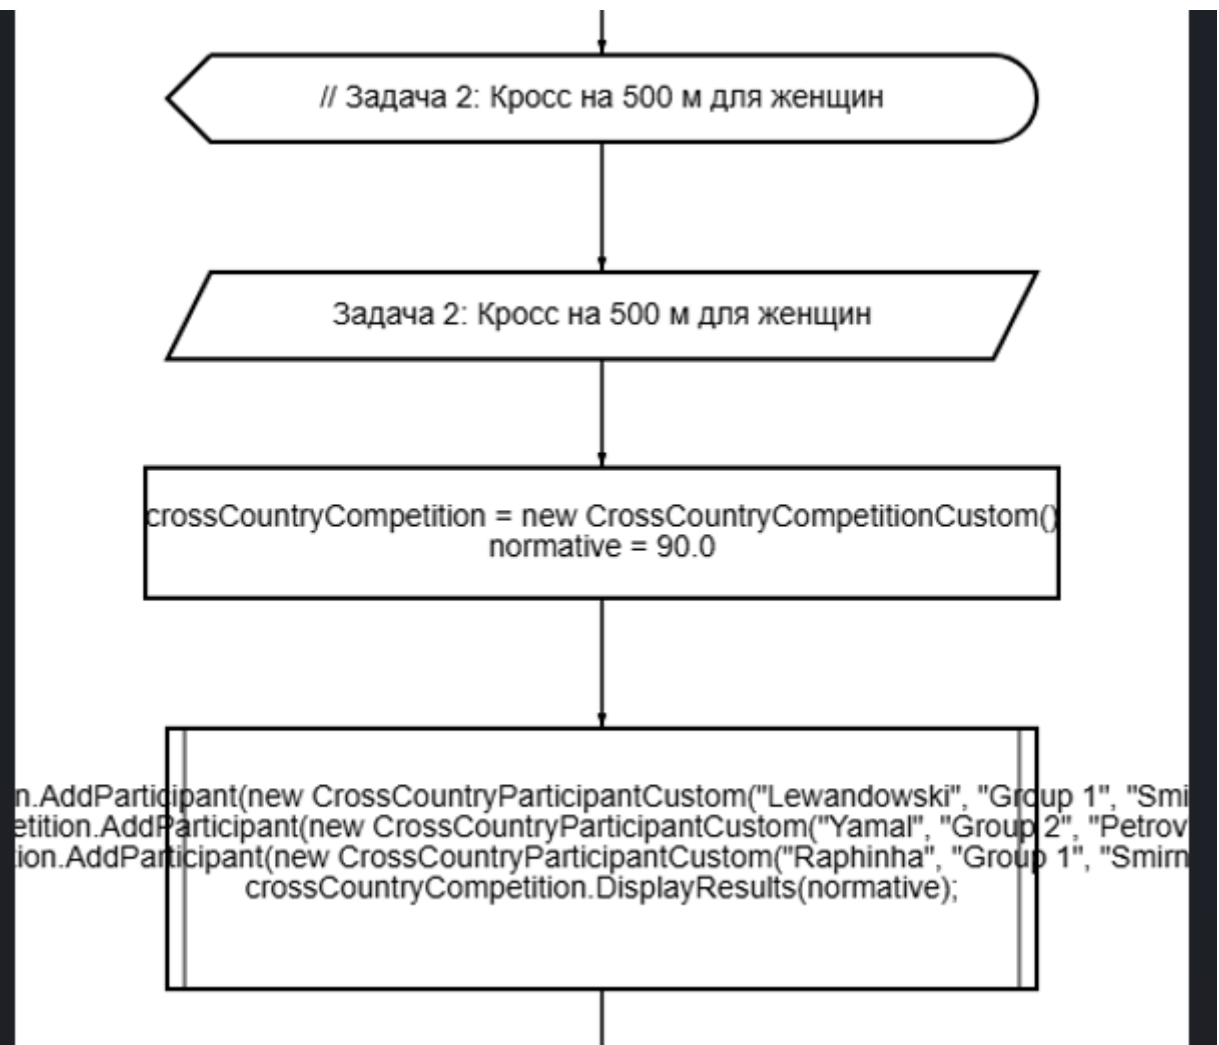 // Задача 2: Кросс на 500 м для женщин
Задача 2: Кросс на 500 м для женщин
crossCountryCompetition = new CrossCountryCompetitionCustom()
normative = 90.0
n.AddParticipant(new CrossCountryParticipantCustom("Lewandowski", "Group 1", "Smi
etition.AddParticipant(new CrossCountryParticipantCustom("Yamal", "Group 2", "Petrov
ion.AddParticipant(new CrossCountryParticipantCustom("Raphinha", "Group 1", "Smirn
crossCountryCompetition.DisplayResults(normative);